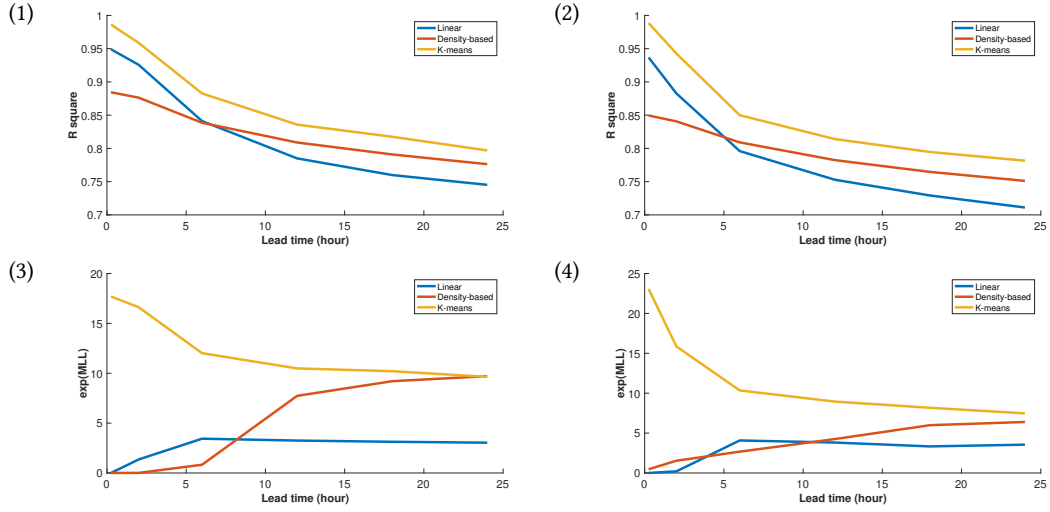 (1)
1
0.95
0.9
0.85
0.8
0.75
0.7
R square
0
5
10
15
20
25
Lead time (hour)
Linear
Density-based
K-means
(2)
1
0.95
0.9
0.85
0.8
0.75
0.7
R square
0
5
10
15
20
25
Lead time (hour)
Linear
Density-based
K-means
(3)
20
15
10
5
0
exp(MLL)
0
5
10
15
20
25
Lead time (hour)
Linear
Density-based
K-means
(4)
25
20
15
10
5
0
exp(MLL)
0
5
10
15
20
25
Lead time (hour)
Linear
Density-based
K-means